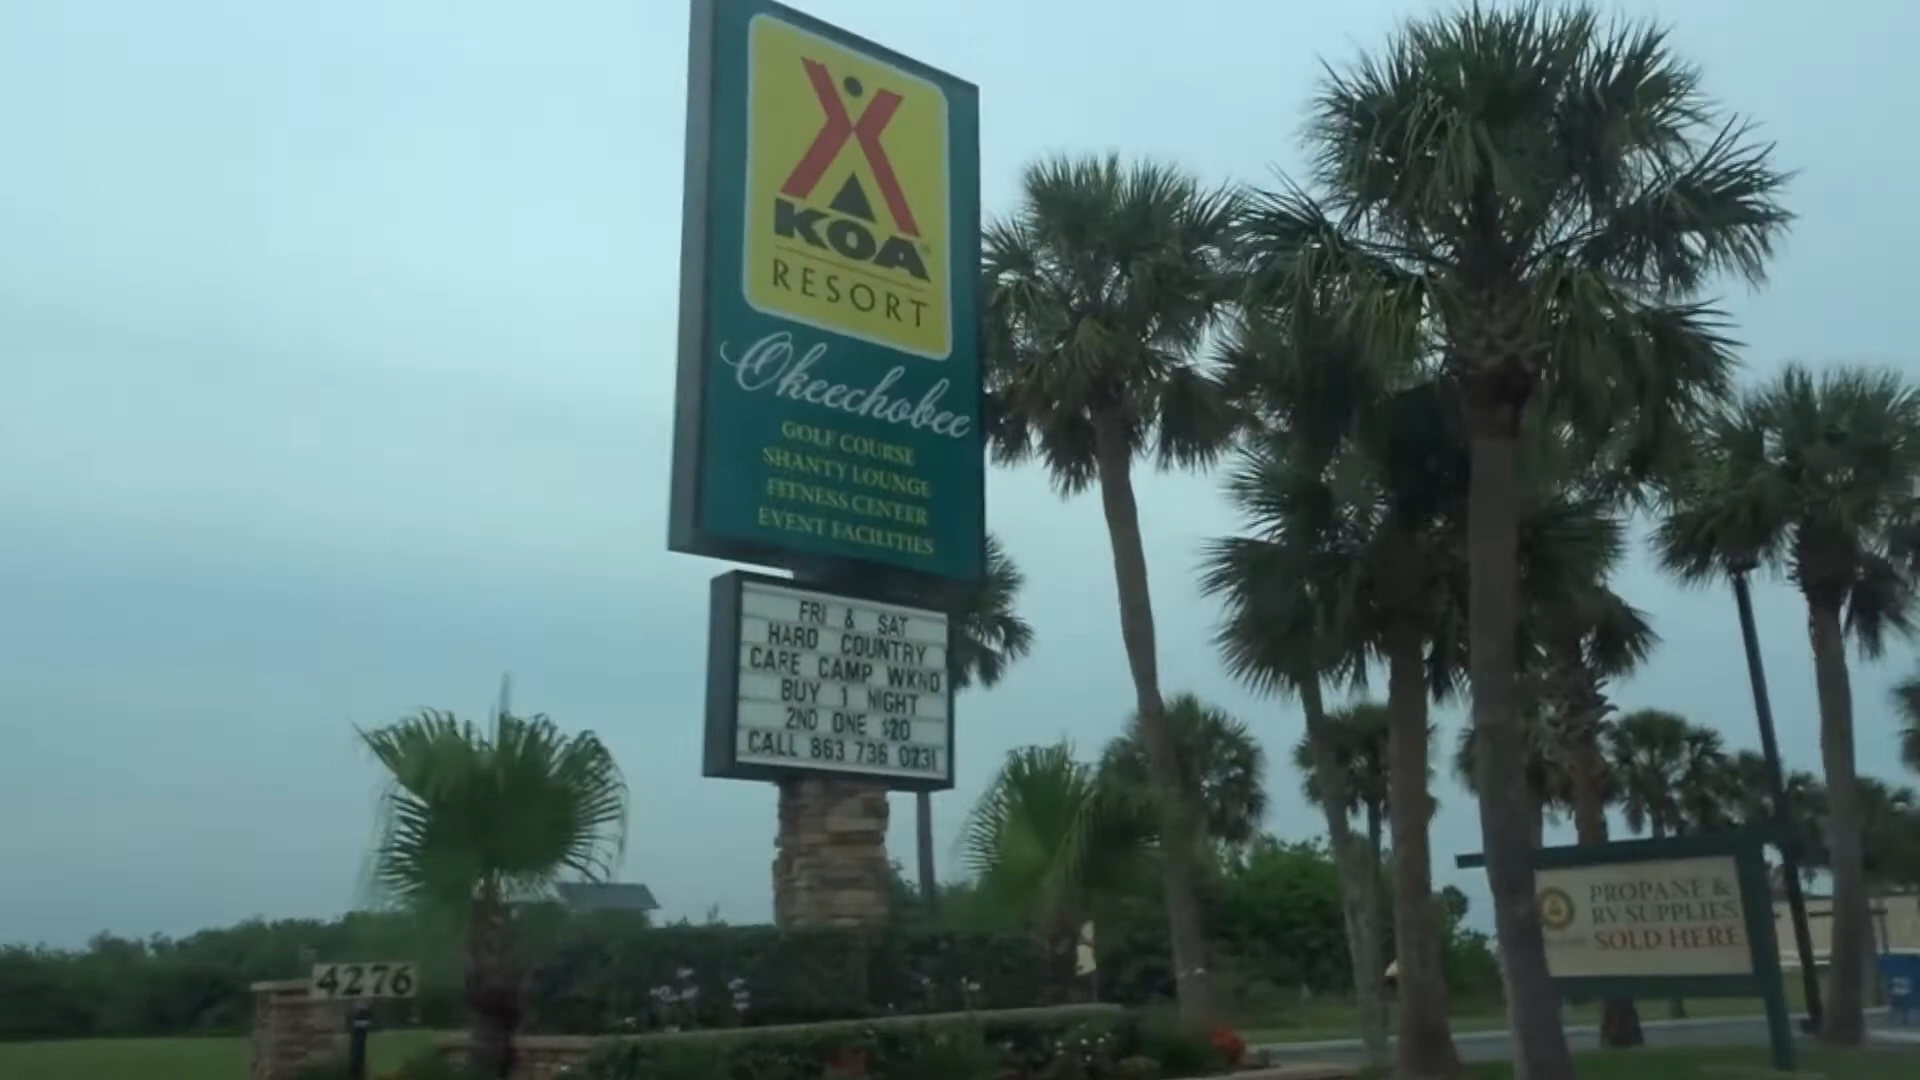 KOA
RESORT
Okeechobee
GOLF COURSE
SHANTY LOUNGE
FITNESS CENTER
EVENT FACILITIES
FRI & SAT
HARD COUNTRY
CARE CAMP WKND
BUY 1 NIGHT
2ND ONE $20
CALL 863 736 0231
4276
PROPANE &
RV SUPPLIES
SOLD HERE